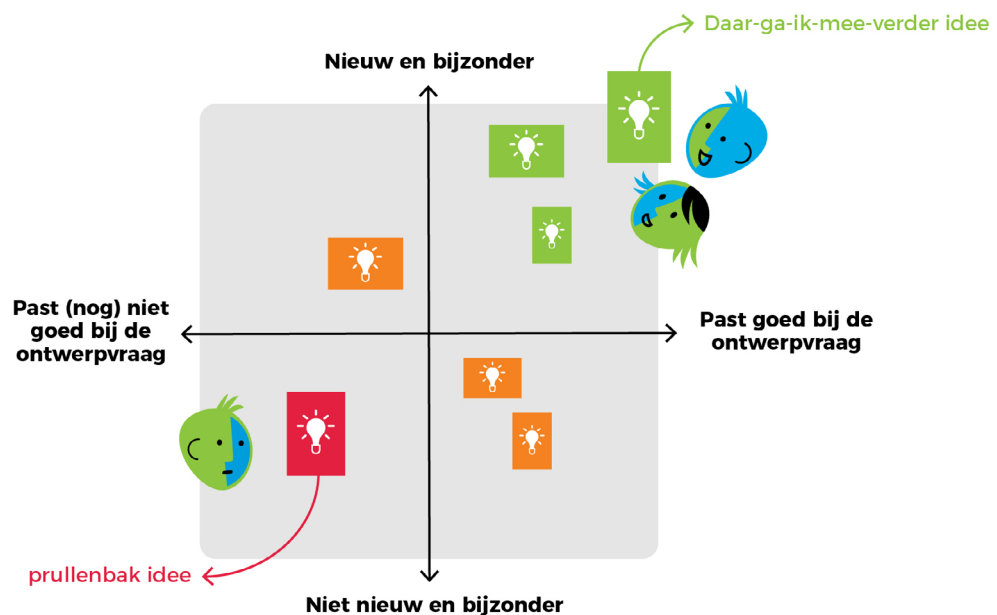 Daar-ga-ik-mee-verder idee
Nieuw en bijzonder
Past (nog) niet
goed bij de
ontwerpvraag
Past goed bij de
ontwerpvraag
prullenbak idee
Niet nieuw en bijzonder